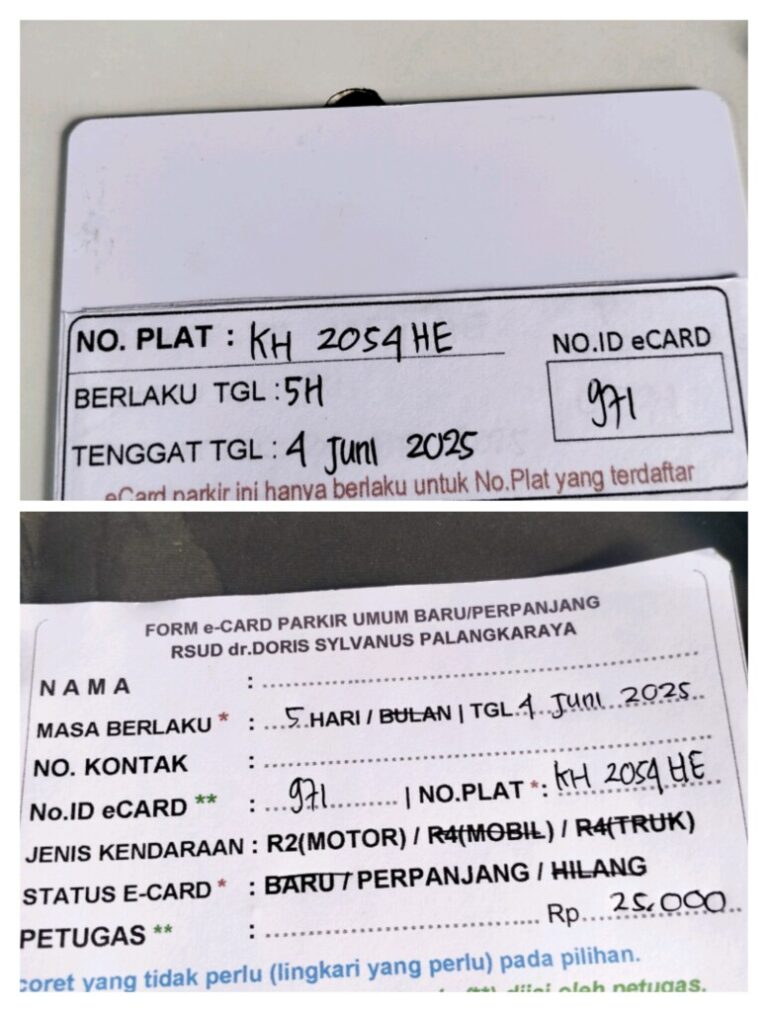 NO. PLAT : KH 2054 HE
BERLAKU TGL : 5H
TENGGAT TGL : 4 Juni 2025
NO.ID eCARD
971
eCard parkir ini hanya berlaku untuk No.Plat yang terdaftar
FORM e-CARD PARKIR UMUM BARU/PERPANJANG
RSUD dr.DORIS SYLVANUS PALANGKARAYA
N A M A : ........................
MASA BERLAKU * : ...5.HARI / BULAN | TGL.4 Juni 2025..
NO. KONTAK : ........................
No.ID eCARD ** : ...971.......... | NO.PLAT *: KH 2054 HE
JENIS KENDARAAN : R2(MOTOR) / R4(MOBIL) / R4(TRUK)
STATUS E-CARD * : BARU / PERPANJANG / HILANG
PETUGAS ** : ........................ Rp....25.000..
coret yang tidak perlu (lingkari yang perlu) pada pilihan.
diisi oleh petugas.